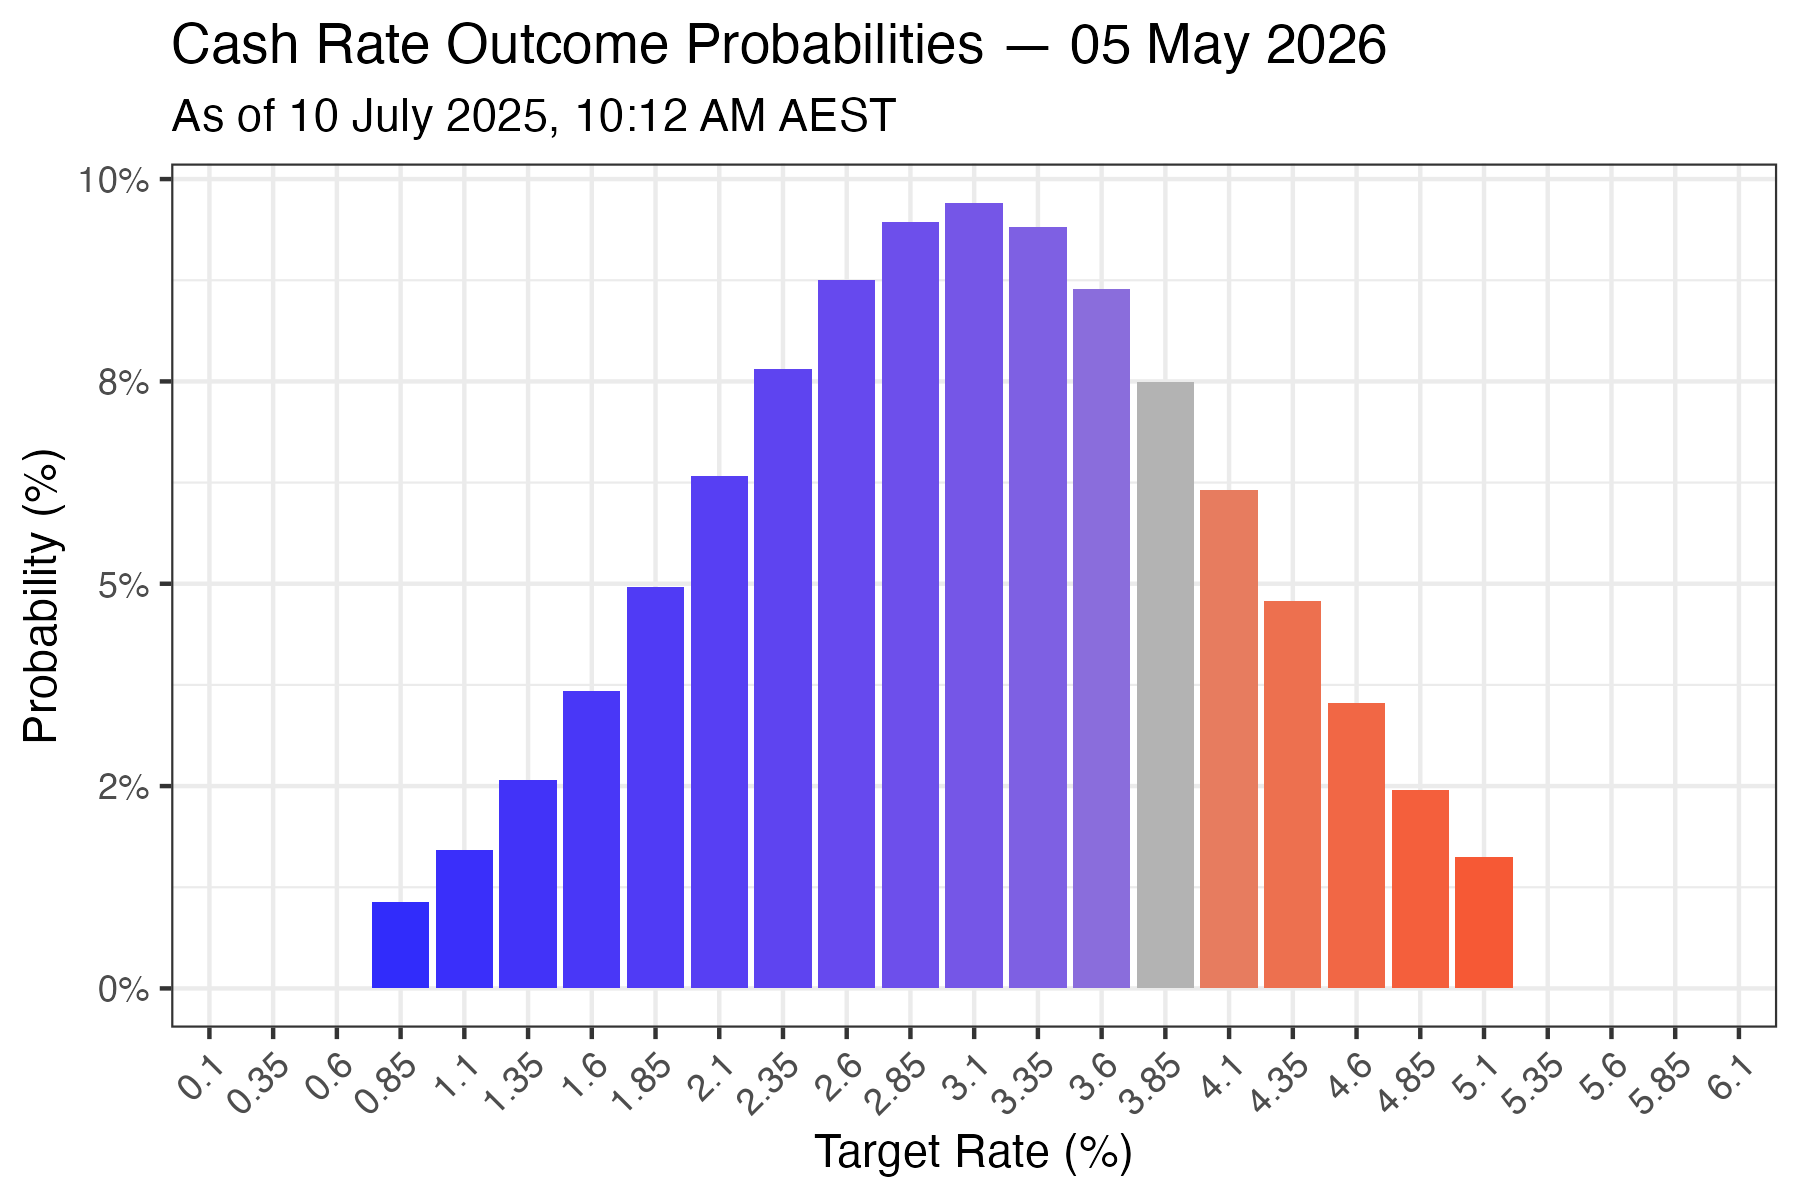 Cash Rate Outcome Probabilities — 05 May 2026
As of 10 July 2025, 10:12 AM AEST
Probability (%)
10%
8%
5%
2%
0%
0.1 0.35 0.6 0.85 1.1 1.35 1.6 1.85 2.1 2.35 2.6 2.85 3.1 3.35 3.6 3.85 4.1 4.35 4.6 4.85 5.1 5.35 5.6 5.85 6.1
Target Rate (%)